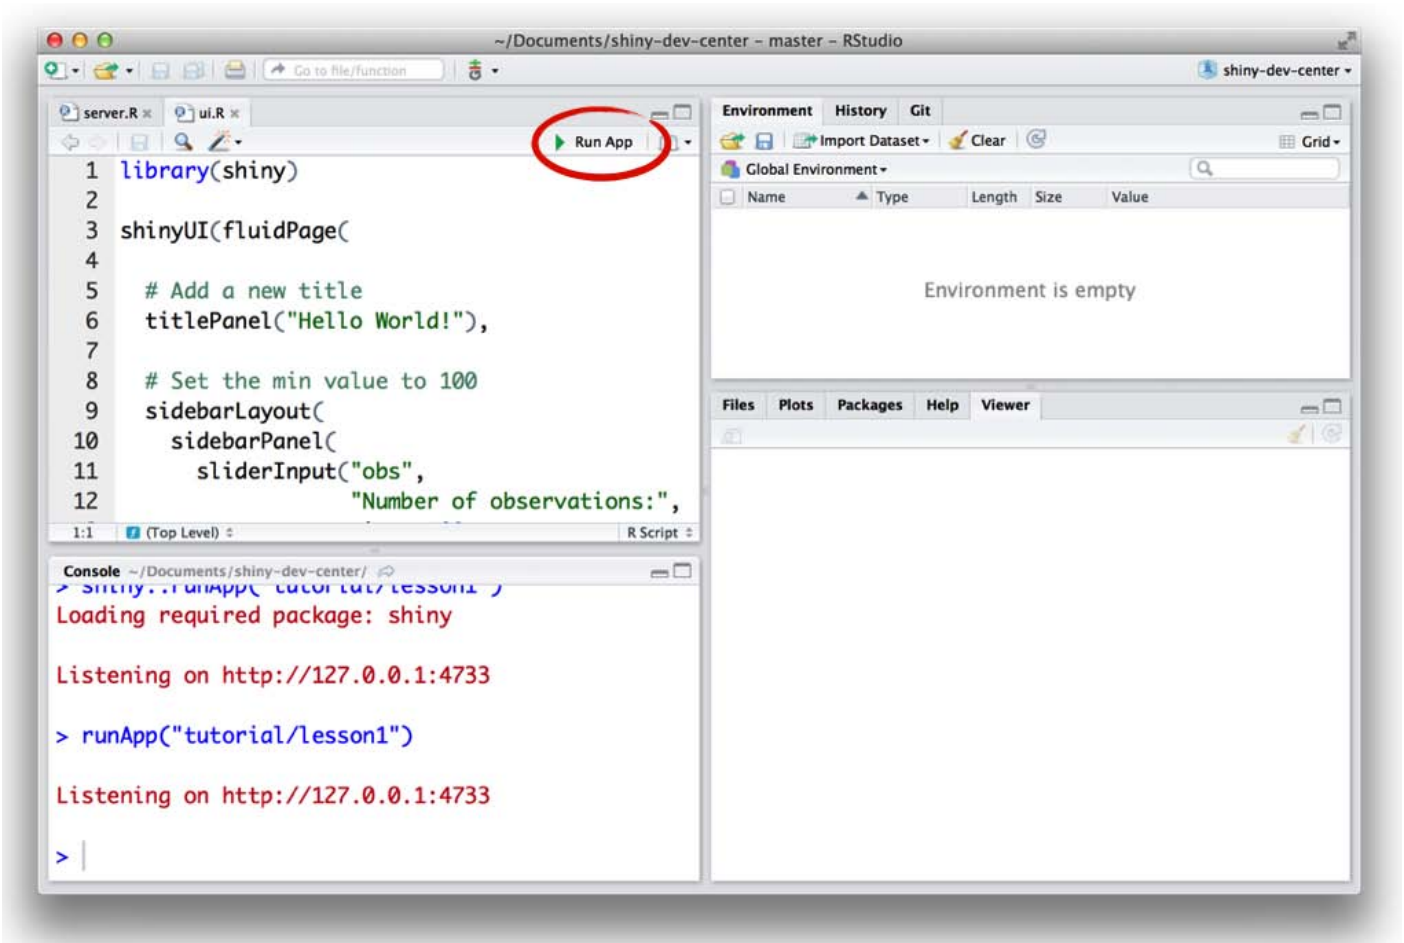 ~/Documents/shiny-dev-center – master – RStudio
Go to file/function
shiny-dev-center
server.R
ui.R
Run App
1 library(shiny)
2
3 shinyUI(fluidPage(
4
5 # Add a new title
6 titlePanel("Hello World!"),
7
8 # Set the min value to 100
9 sidebarLayout(
10 sidebarPanel(
11 sliderInput("obs",
12 "Number of observations:",
1:1 (Top Level) R Script
Console ~/Documents/shiny-dev-center/
> shiny::runApp('tutorial/lesson1')
Loading required package: shiny
Listening on http://127.0.0.1:4733
> runApp("tutorial/lesson1")
Listening on http://127.0.0.1:4733
>
Environment History Git
Import Dataset Clear Grid
Global Environment
Name Type Length Size Value
Environment is empty
Files Plots Packages Help Viewer